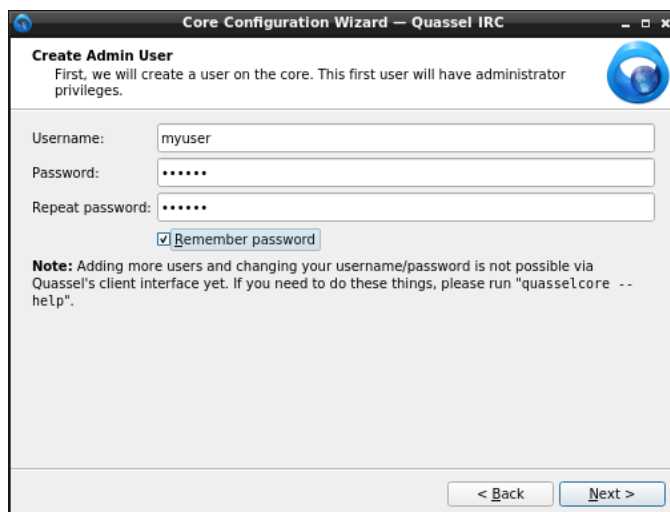 Core Configuration Wizard — Quassel IRC
Create Admin User
First, we will create a user on the core. This first user will have administrator
privileges.
Username: myuser
Password: ••••••
Repeat password: ••••••
Remember password
Note: Adding more users and changing your username/password is not possible via
Quassel's client interface yet. If you need to do these things, please run "quasselcore --
help".
< Back Next >